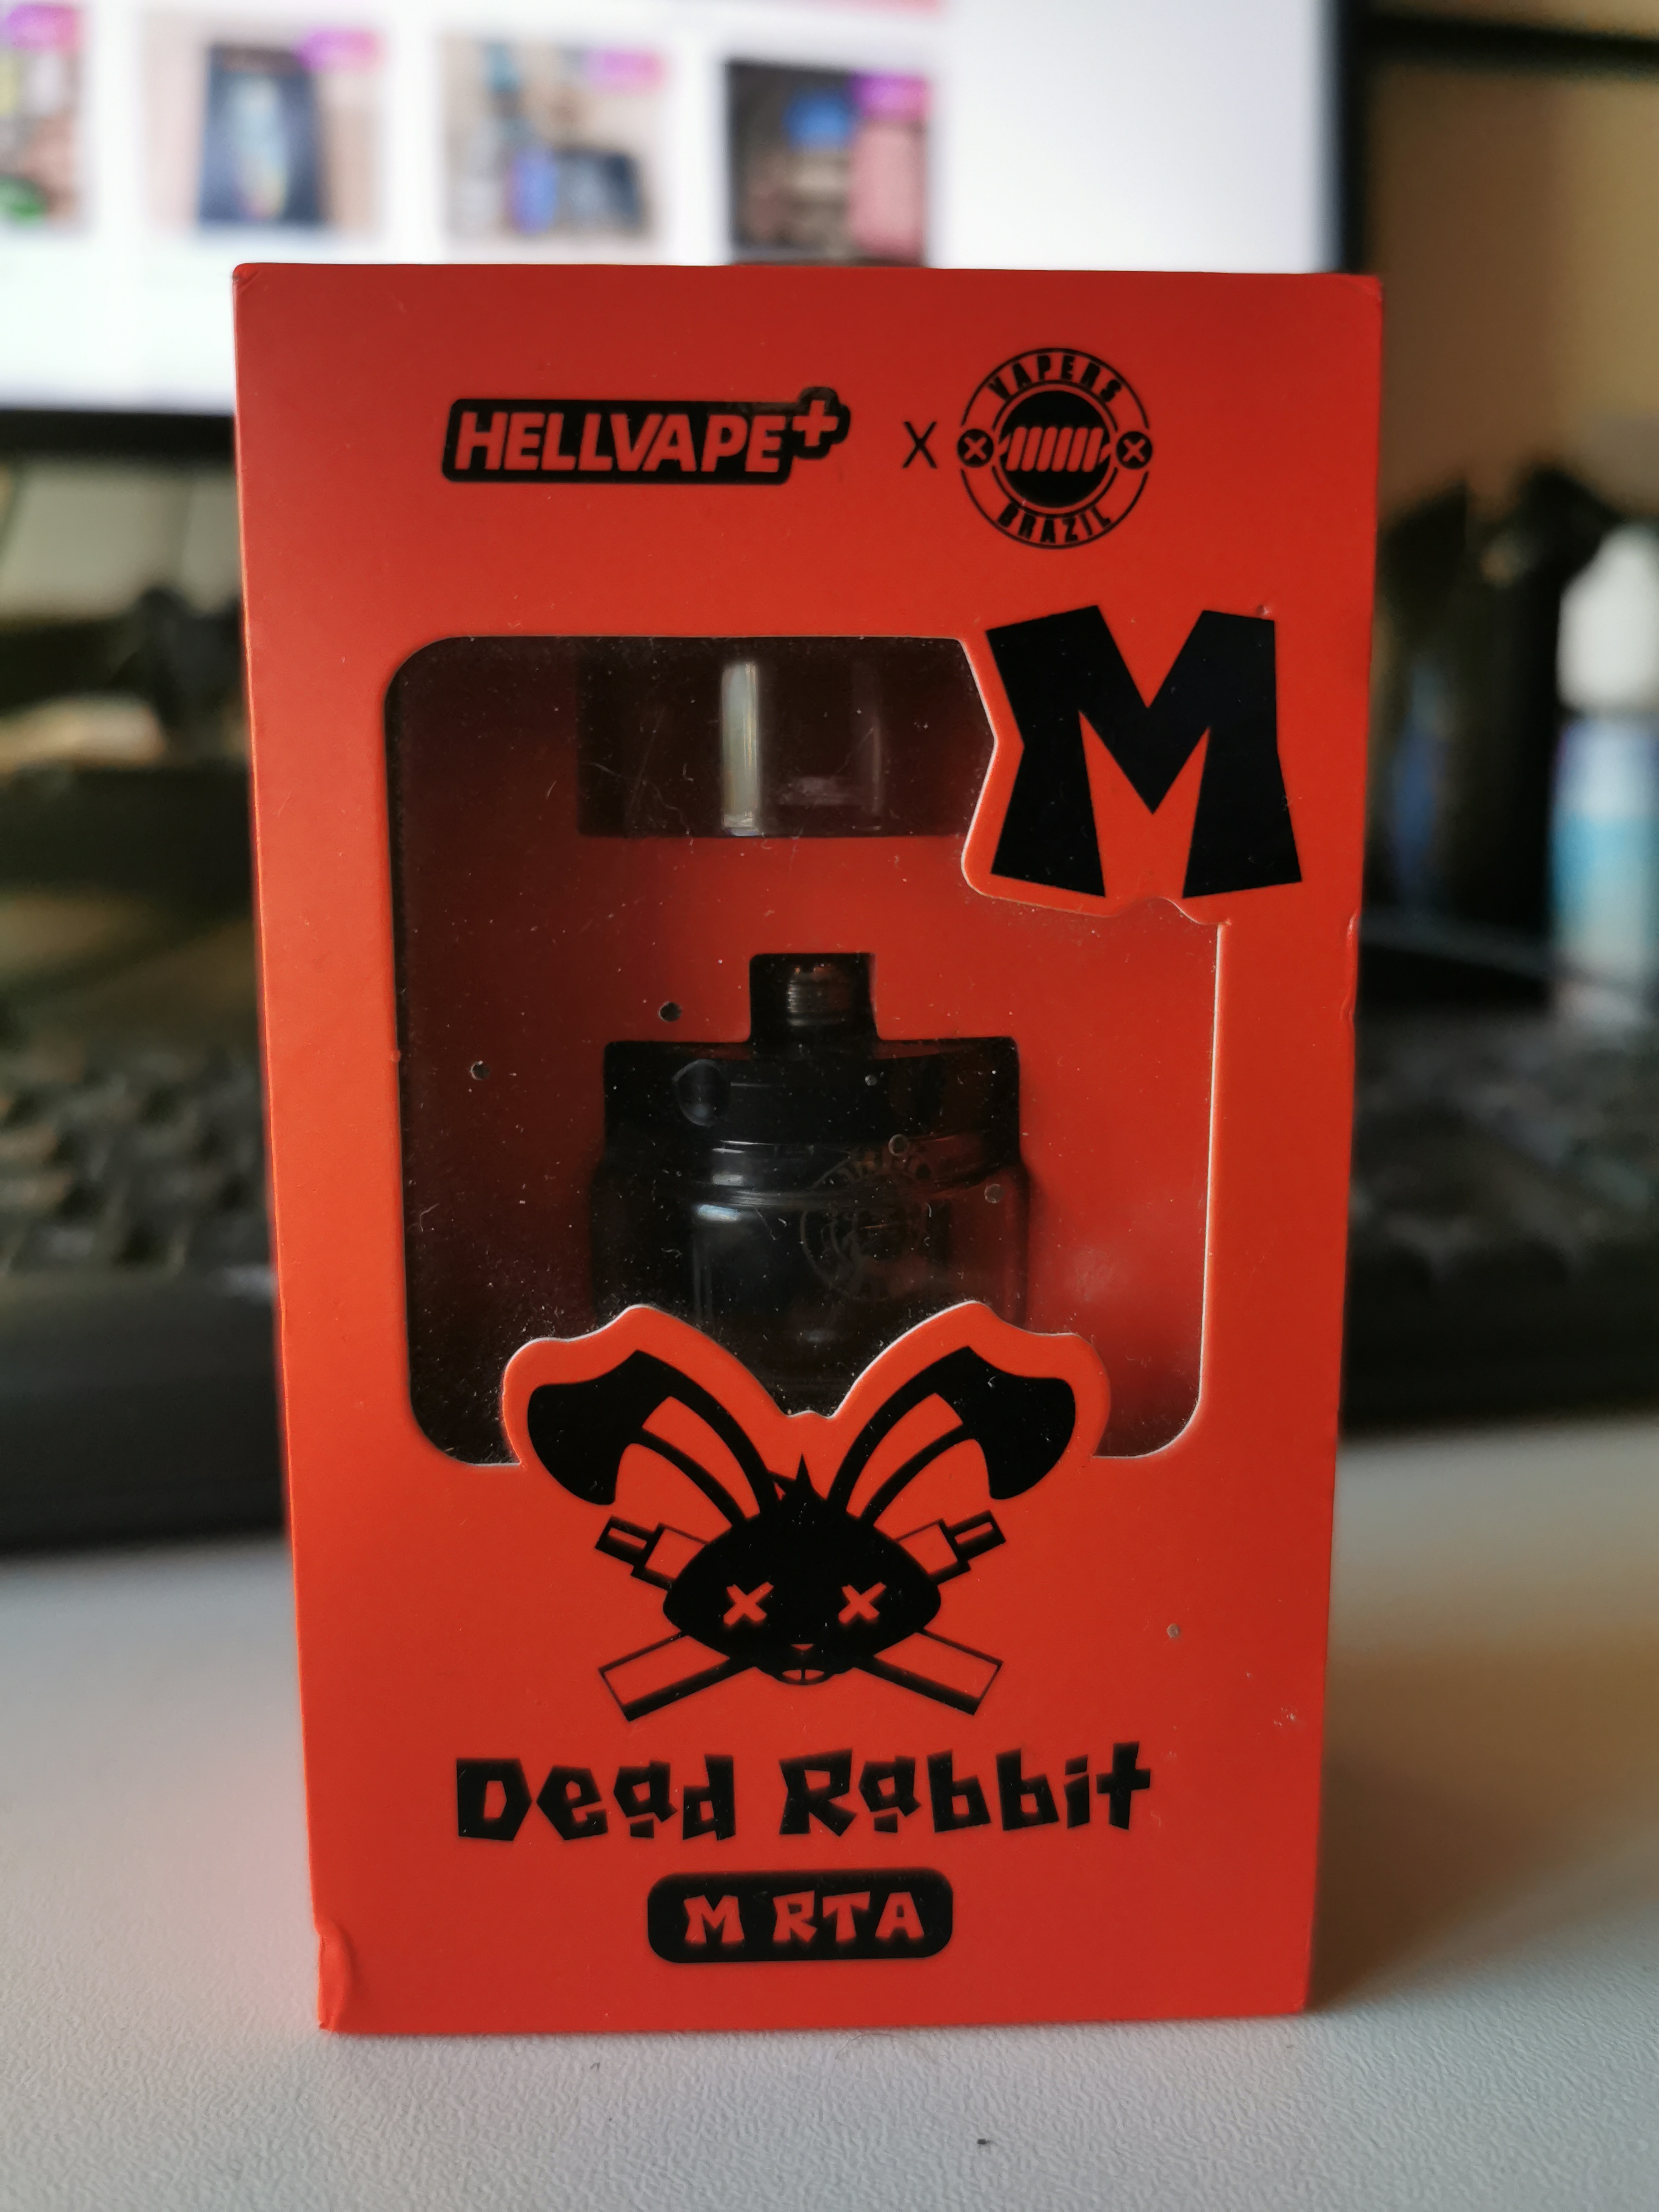 HELLVAPE+ X VAPERS BRAZIL
M
Dead Rabbit
M RTA